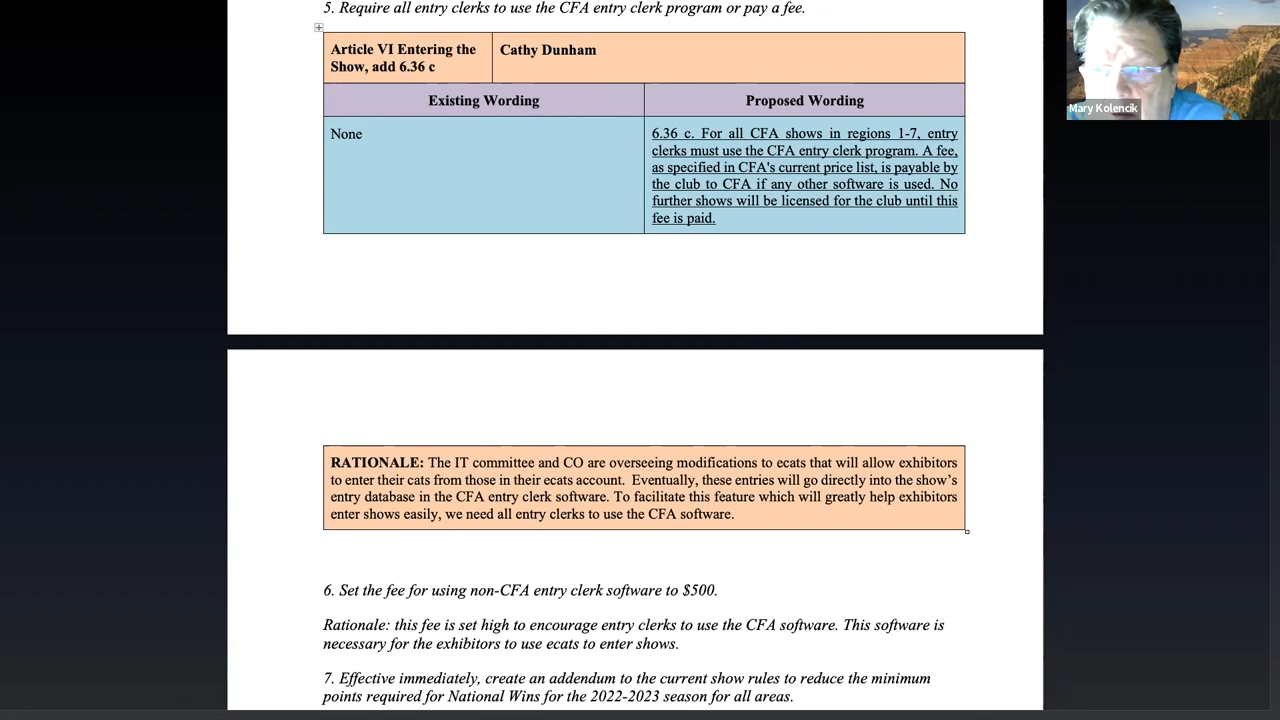 5. Require all entry clerks to use the CFA entry clerk program or pay a fee.
Article VI Entering the
Show, add 6.36 c
Cathy Dunham
Existing Wording
Proposed Wording
None
6.36 c. For all CFA shows in regions 1-7, entry
clerks must use the CFA entry clerk program. A fee,
as specified in CFA's current price list, is payable by
the club to CFA if any other software is used. No
further shows will be licensed for the club until this
fee is paid.
Mary Kolencik
RATIONALE: The IT committee and CO are overseeing modifications to ecats that will allow exhibitors
to enter their cats from those in their ecats account. Eventually, these entries will go directly into the show's
entry database in the CFA entry clerk software. To facilitate this feature which will greatly help exhibitors
enter shows easily, we need all entry clerks to use the CFA software.
6. Set the fee for using non-CFA entry clerk software to $500.
Rationale: this fee is set high to encourage entry clerks to use the CFA software. This software is
necessary for the exhibitors to use ecats to enter shows.
7. Effective immediately, create an addendum to the current show rules to reduce the minimum
points required for National Wins for the 2022-2023 season for all areas.